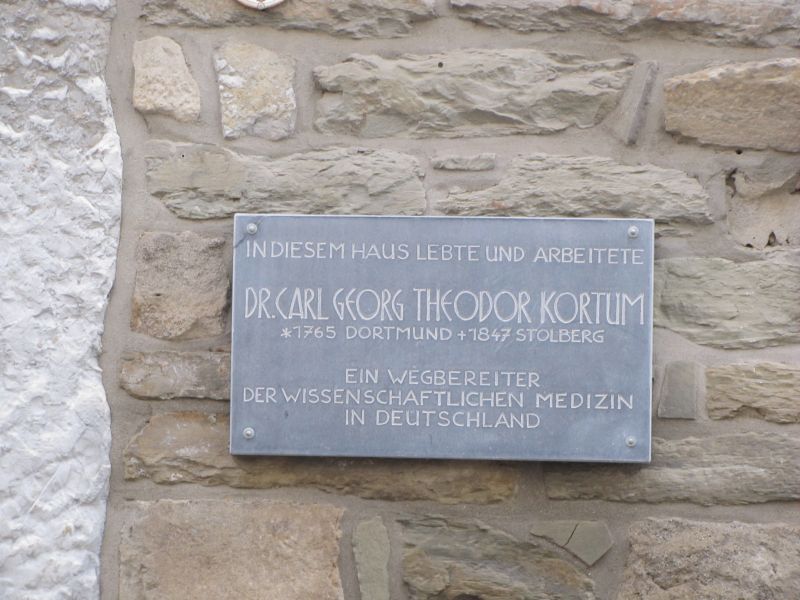 IN DIESEM HAUS LEBTE UND ARBEITETE
DR. CARL GEORG THEODOR KORTUM
*1765 DORTMUND +1847 STOLBERG
EIN WEGBEREITER
DER WISSENSCHAFTLICHEN MEDIZIN
IN DEUTSCHLAND